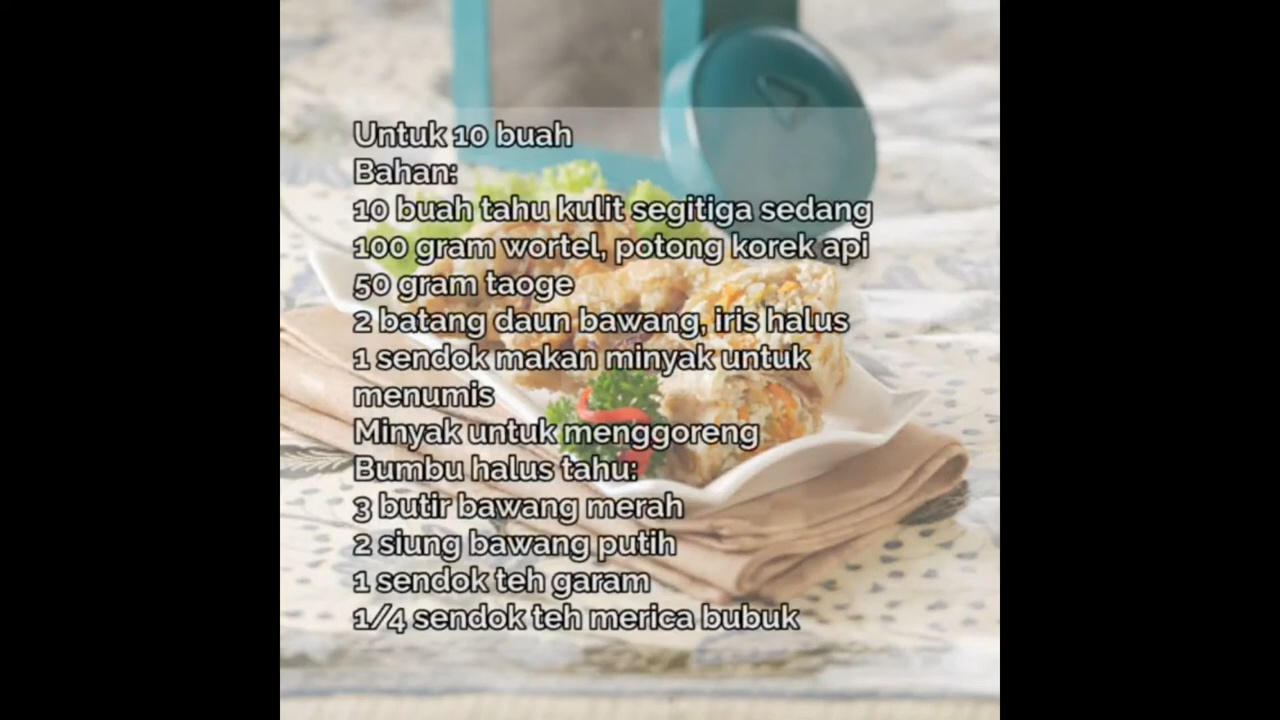 Untuk 10 buah
Bahan:
10 buah tahu kulit segitiga sedang
100 gram wortel, potong korek api
50 gram taoge
2 batang daun bawang, iris halus
1 sendok makan minyak untuk
menumis
Minyak untuk menggoreng
Bumbu halus tahu:
3 butir bawang merah
2 siung bawang putih
1 sendok teh garam
1/4 sendok teh merica bubuk